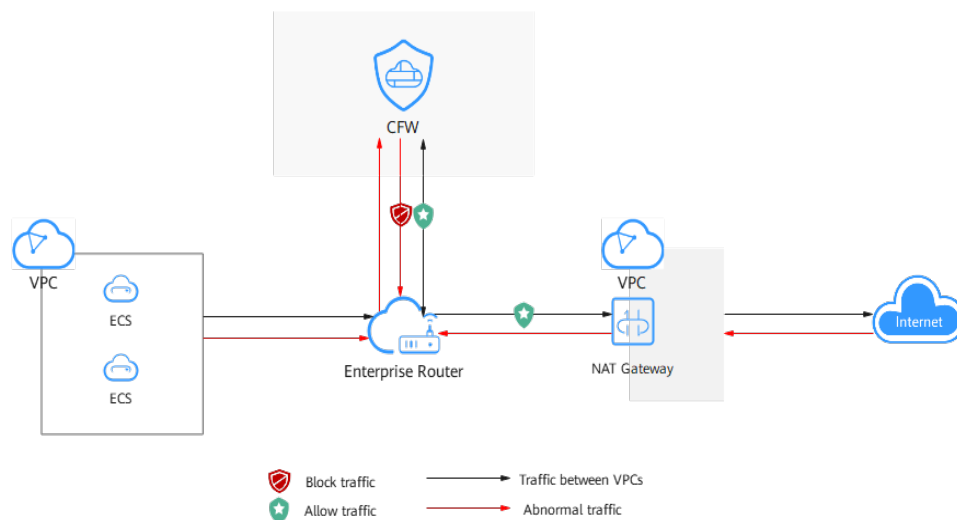 CFW
VPC
ECS
ECS
Enterprise Router
VPC
NAT Gateway
Internet
Block traffic
Traffic between VPCs
Allow traffic
Abnormal traffic